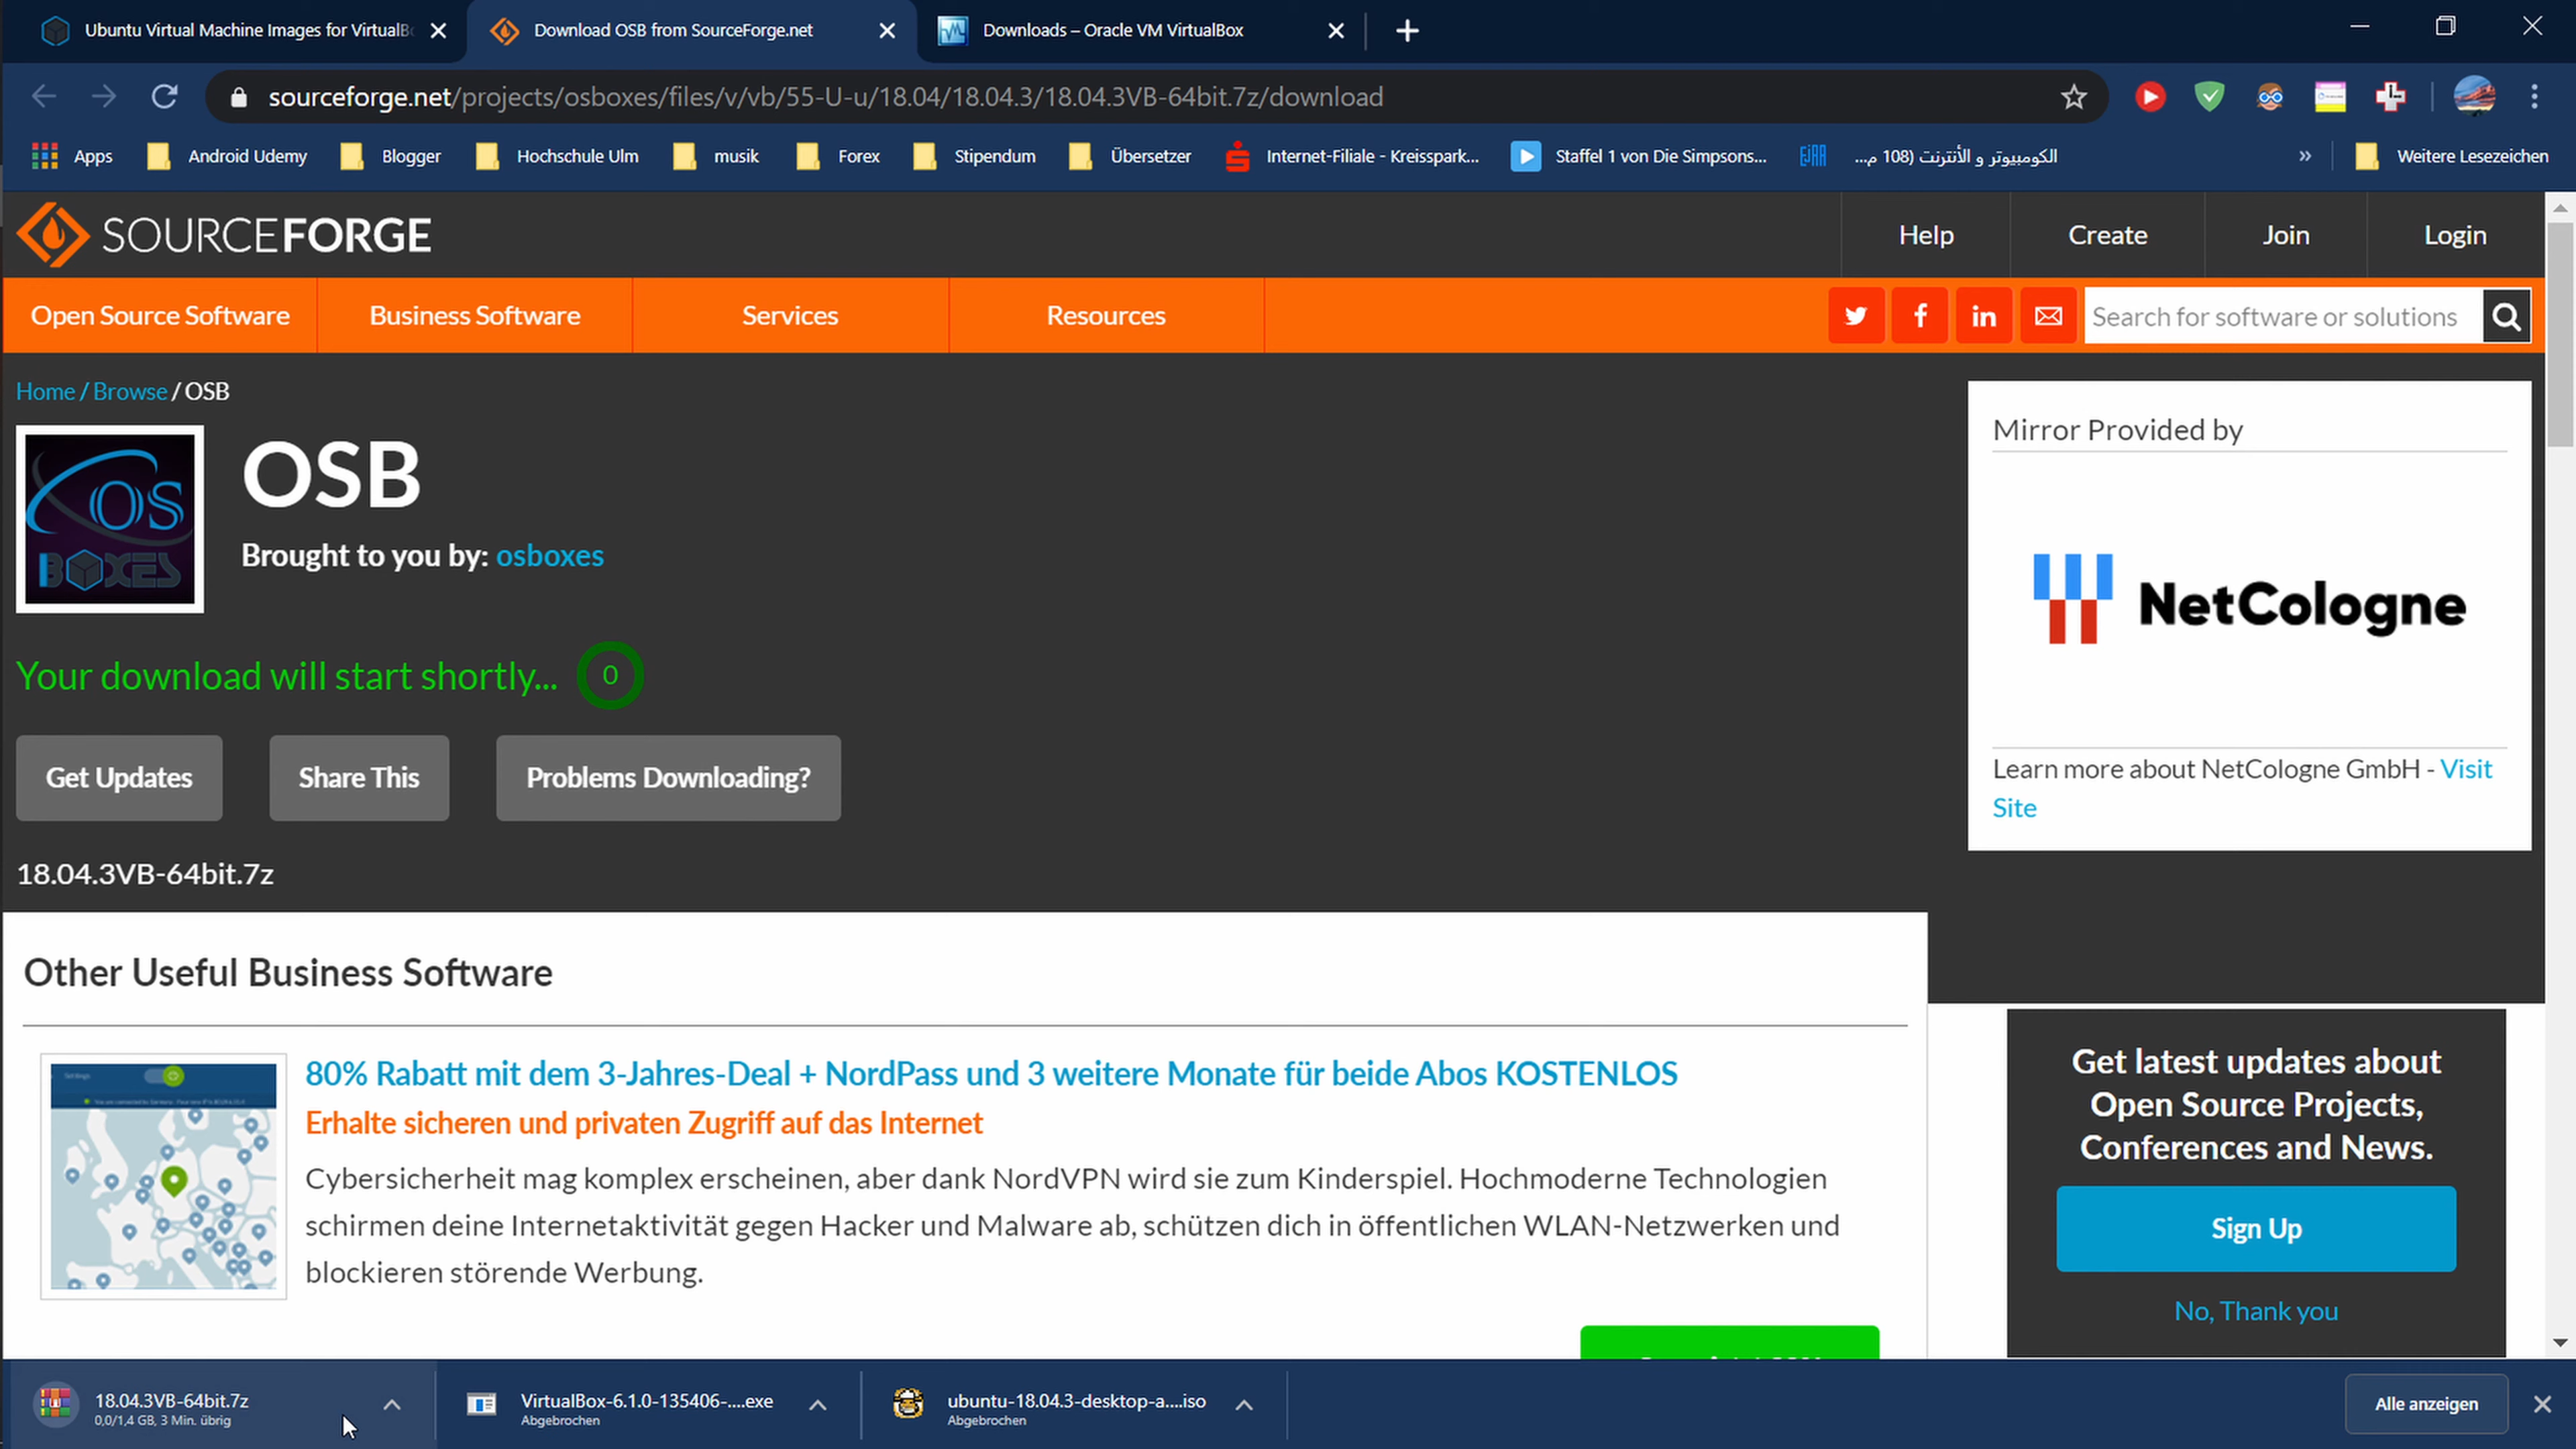 Ubuntu Virtual Machine Images for VirtualBo
Download OSB from SourceForge.net
Downloads – Oracle VM VirtualBox
sourceforge.net/projects/osboxes/files/v/vb/55-U-u/18.04/18.04.3/18.04.3VB-64bit.7z/download
Apps
Android Udemy
Blogger
Hochschule Ulm
musik
Forex
Stipendum
Übersetzer
Internet-Filiale - Kreisspark...
Staffel 1 von Die Simpsons...
الكومبيوتر و الأنترنت (108 م...
»
Weitere Lesezeichen
SOURCEFORGE
Help
Create
Join
Login
Open Source Software
Business Software
Services
Resources
Search for software or solutions
Home / Browse / OSB
OS
BOXES
OSB
Brought to you by: osboxes
Your download will start shortly... 0
Get Updates
Share This
Problems Downloading?
18.04.3VB-64bit.7z
Mirror Provided by
NetCologne
Learn more about NetCologne GmbH - Visit
Site
Other Useful Business Software
80% Rabatt mit dem 3-Jahres-Deal + NordPass und 3 weitere Monate für beide Abos KOSTENLOS
Erhalte sicheren und privaten Zugriff auf das Internet
Cybersicherheit mag komplex erscheinen, aber dank NordVPN wird sie zum Kinderspiel. Hochmoderne Technologien
schirmen deine Internetaktivität gegen Hacker und Malware ab, schützen dich in öffentlichen WLAN-Netzwerken und
blockieren störende Werbung.
Get latest updates about
Open Source Projects,
Conferences and News.
Sign Up
No, Thank you
18.04.3VB-64bit.7z
0,0/1,4 GB, 3 Min. übrig
VirtualBox-6.1.0-135406-....exe
Abgebrochen
ubuntu-18.04.3-desktop-a....iso
Abgebrochen
Alle anzeigen